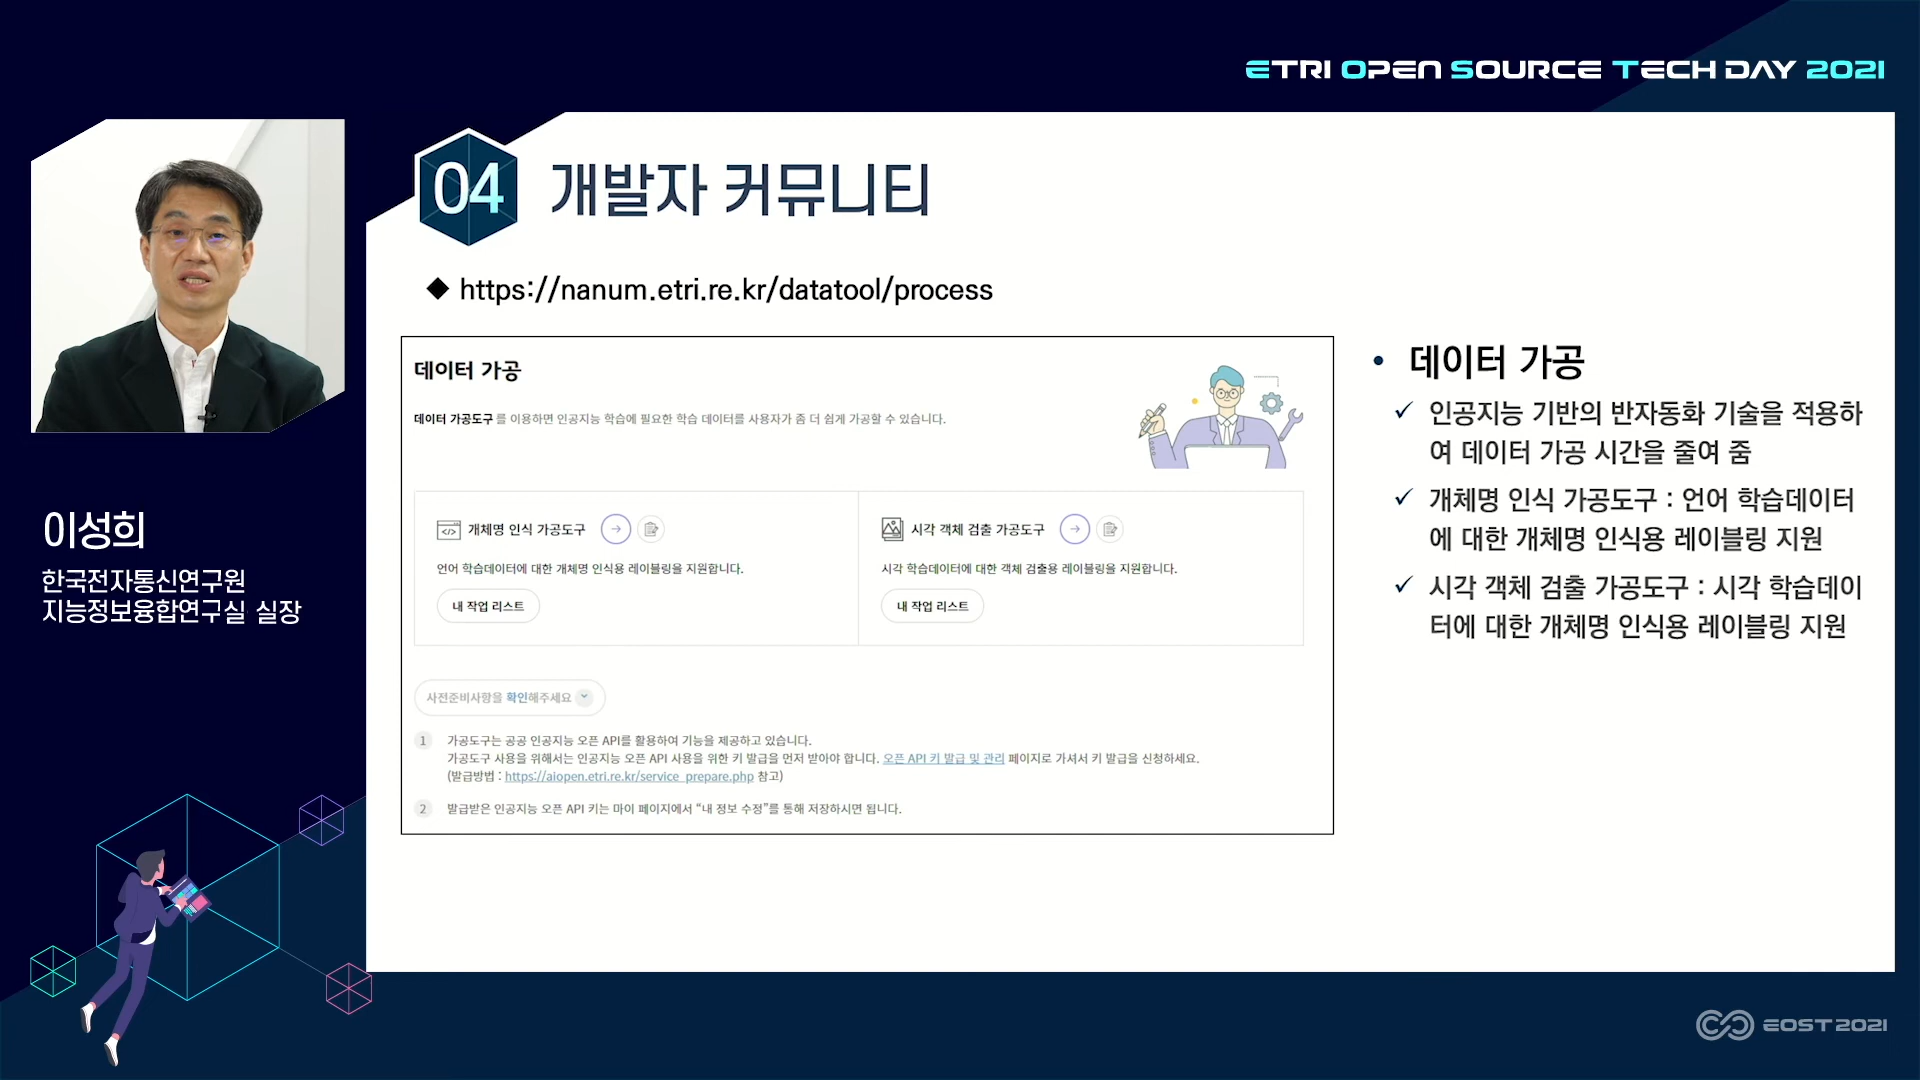 ETRI OPEN SOURCE TECH DAY 2021
04 개발자 커뮤니티
◆ https://nanum.etri.re.kr/datatool/process
이성희
한국전자통신연구원
지능정보융합연구실 실장
데이터 가공
데이터 가공도구를 이용하면 인공지능 학습에 필요한 학습 데이터를 사용자가 좀 더 쉽게 가공할 수 있습니다.
개체명 인식 가공도구
언어 학습데이터에 대한 개체명 인식용 레이블링을 지원합니다.
내 작업 리스트
시각 객체 검출 가공도구
시각 학습데이터에 대한 객체 검출용 레이블링을 지원합니다.
내 작업 리스트
사전준비사항을 확인해주세요
1 가공도구는 공공 인공지능 오픈 API를 활용하여 기능을 제공하고 있습니다.
가공도구 사용을 위해서는 인공지능 오픈 API 사용을 위한 키 발급을 먼저 받아야 합니다. 오픈 API 키 발급 및 관리 페이지로 가셔서 키 발급을 신청하세요.
(발급방법 : https://aiopen.etri.re.kr/service_prepare.php 참고)
2 발급받은 인공지능 오픈 API 키는 마이 페이지에서 “내 정보 수정”를 통해 저장하시면 됩니다.
• 데이터 가공
✓ 인공지능 기반의 반자동화 기술을 적용하
여 데이터 가공 시간을 줄여 줌
✓ 개체명 인식 가공도구 : 언어 학습데이터
에 대한 개체명 인식용 레이블링 지원
✓ 시각 객체 검출 가공도구 : 시각 학습데이
터에 대한 개체명 인식용 레이블링 지원
EOST 2021